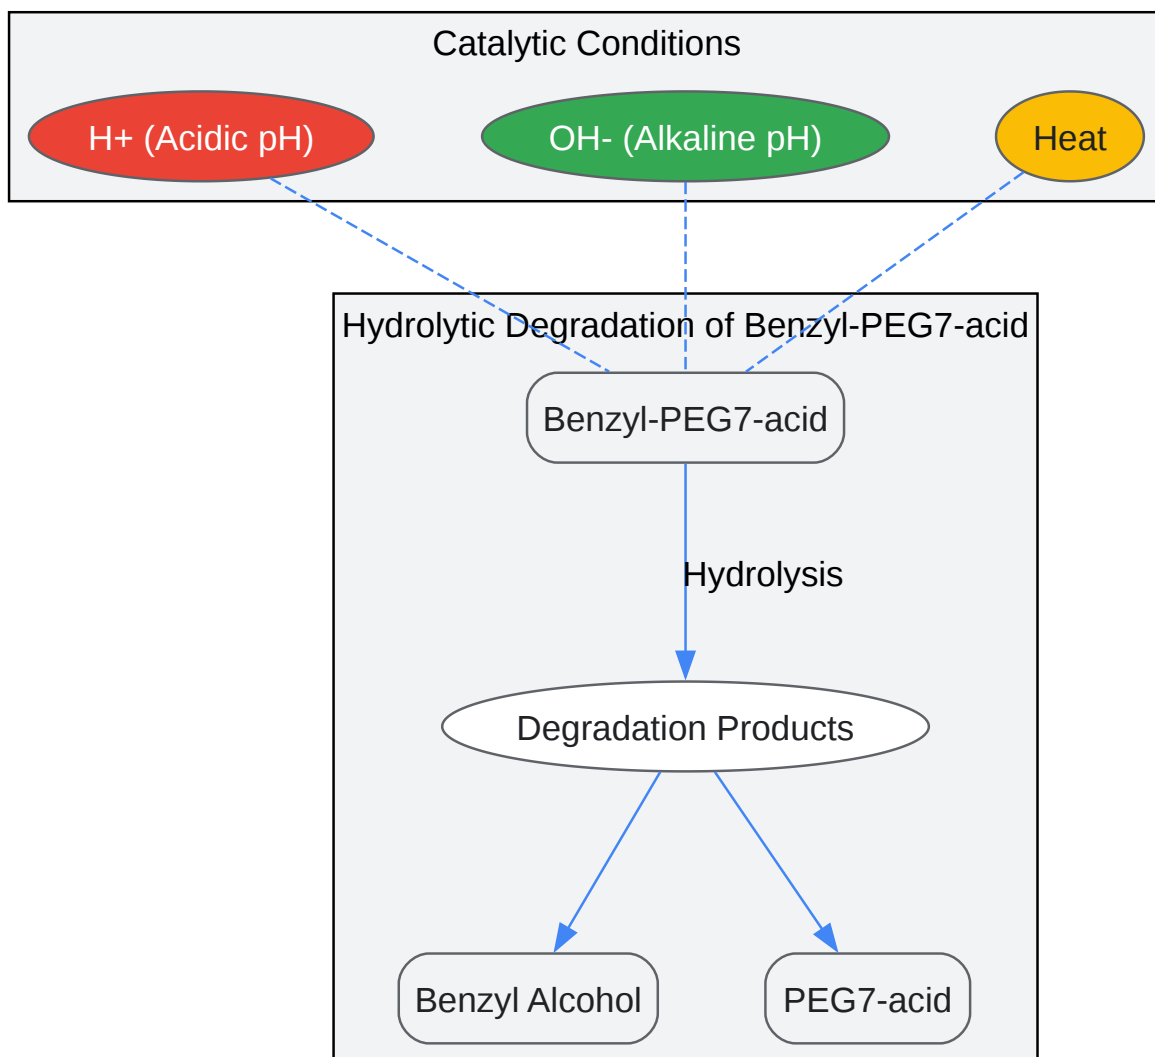 Catalytic Conditions
H+ (Acidic pH)
OH- (Alkaline pH)
Heat
Hydrolytic Degradation of Benzyl-PEG7-acid
Benzyl-PEG7-acid
Hydrolysis
Degradation Products
Benzyl Alcohol
PEG7-acid